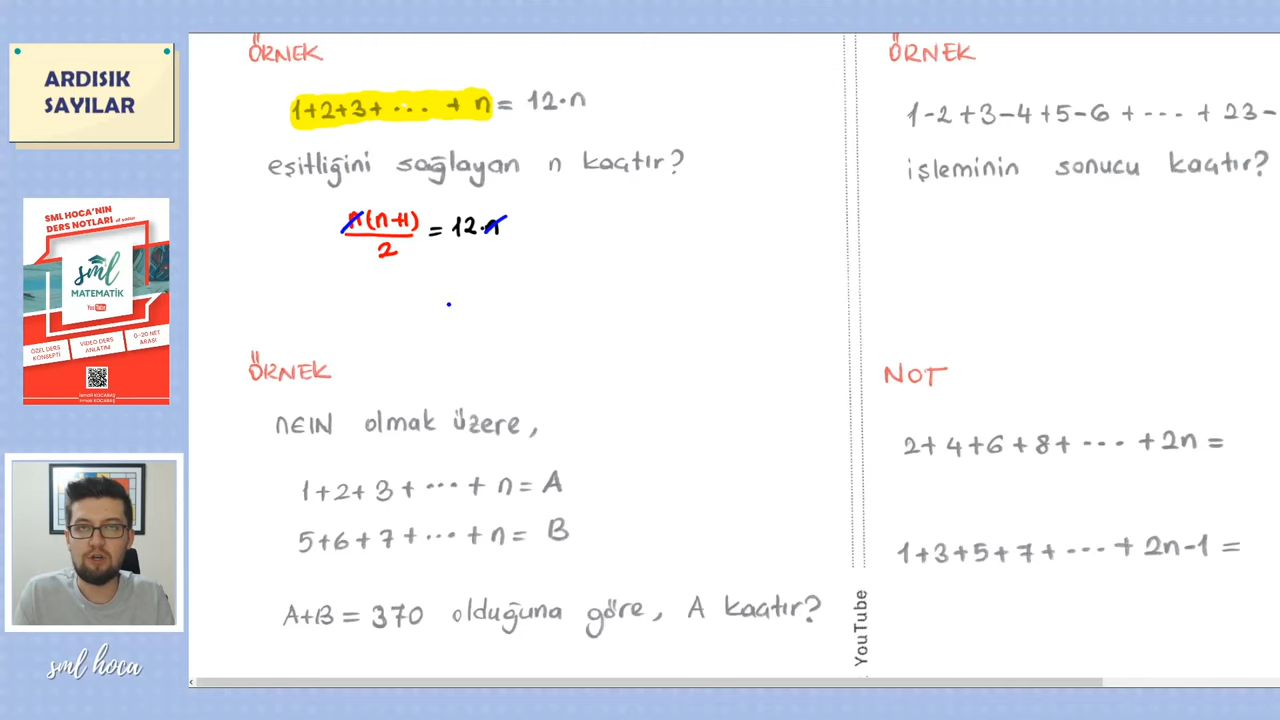 ARDISIK
SAYILAR
SML HOCA'NIN
DERS NOTLARI
sml
MATEMATİK
YouTube
ÖZEL DERS
KONSEPTİ
VİDEO DERS
ANLATIM
0-20 NET
ARASI
İsmail KOCABAŞ
sml hoca
ÖRNEK
1+2+3+ ... + n = 12·n
eşitliğini sağlayan n kaçtır?
n(n+1)/2 = 12·n
ÖRNEK
n∈IN olmak üzere,
1+2+3+ ... + n = A
5+6+7+ ... + n = B
A+B = 370 olduğuna göre, A kaçtır?
YouTube
ÖRNEK
1-2+3-4+5-6+ ... + 23-
işleminin sonucu kaçtır?
NOT
2+4+6+8+ ... +2n =
1+3+5+7+ ... + 2n-1 =